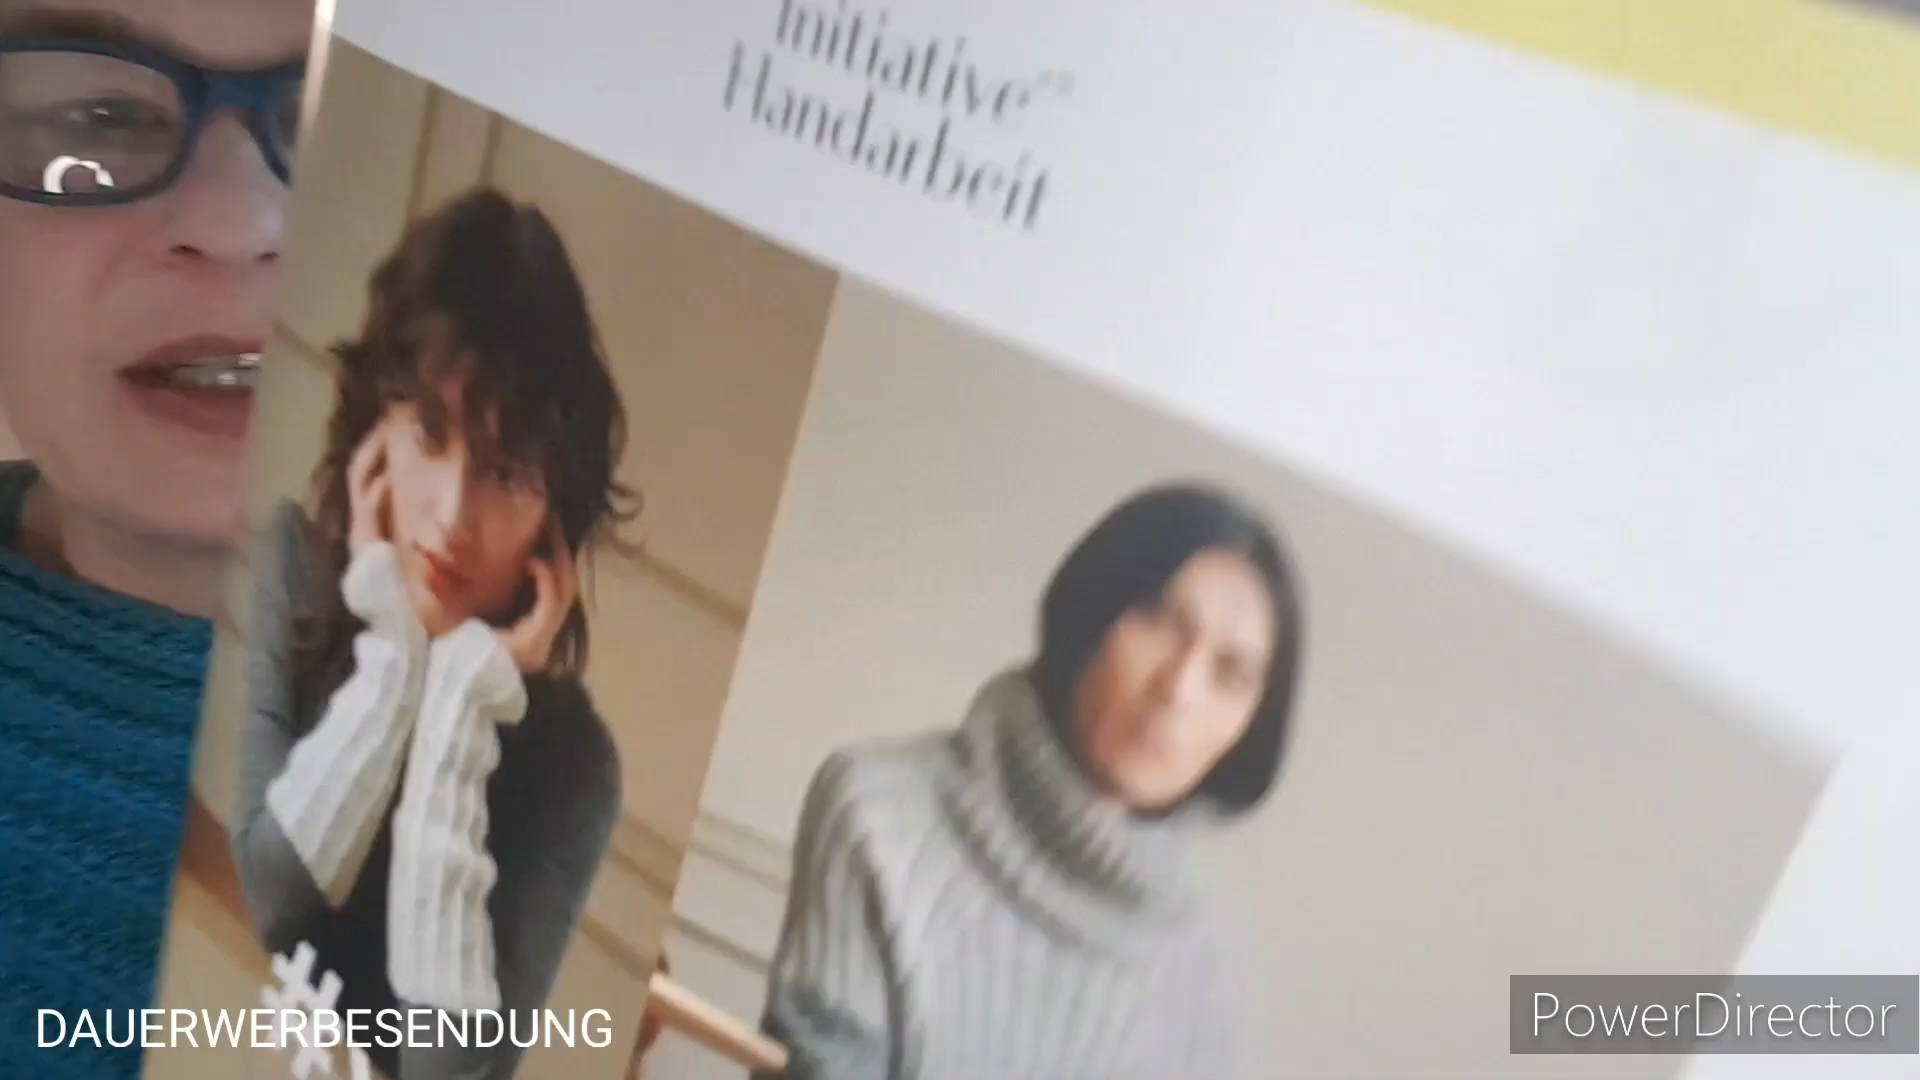 Initiative
Handarbeit
DAUERWERBESENDUNG
PowerDirector